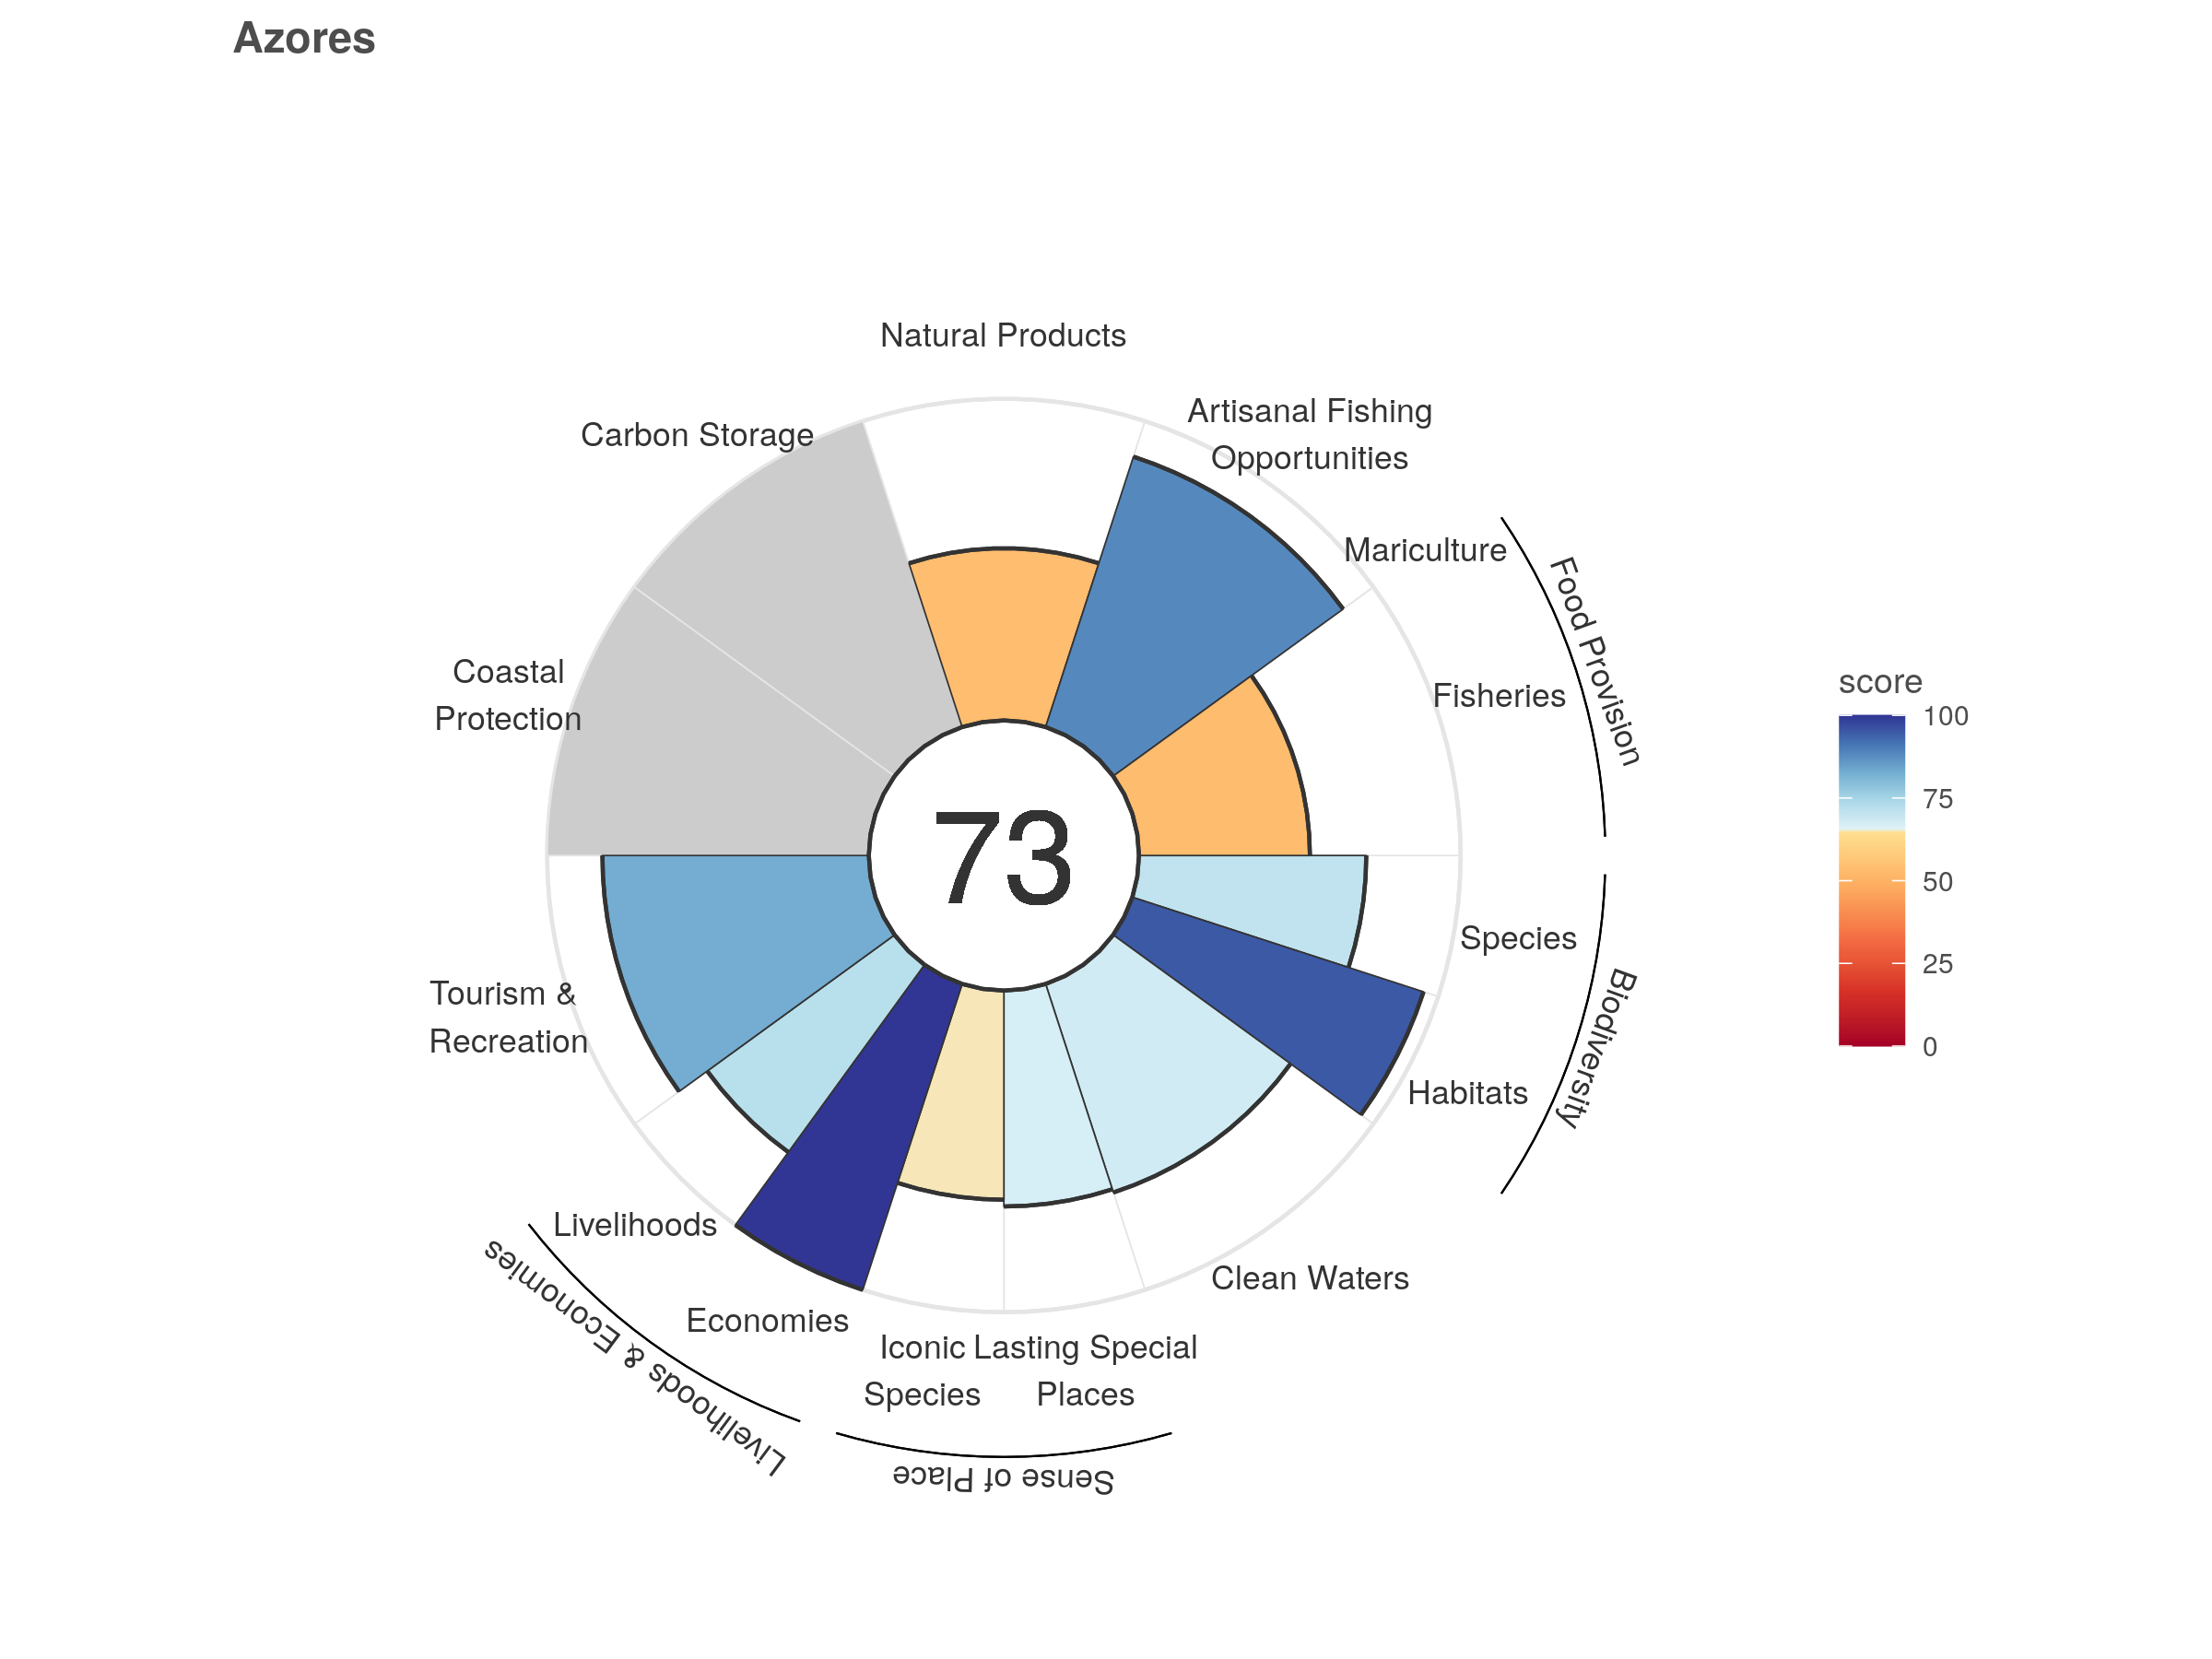 Azores
Natural Products
Artisanal Fishing
Opportunities
Carbon Storage
Mariculture
Food Provision
Fisheries
Coastal
Protection
score
100
75
50
25
0
73
Species
Biodiversity
Tourism &
Recreation
Habitats
Livelihoods
Clean Waters
Economies
Livelihoods & Economies
Iconic
Species
Lasting Special
Places
Sense of Place